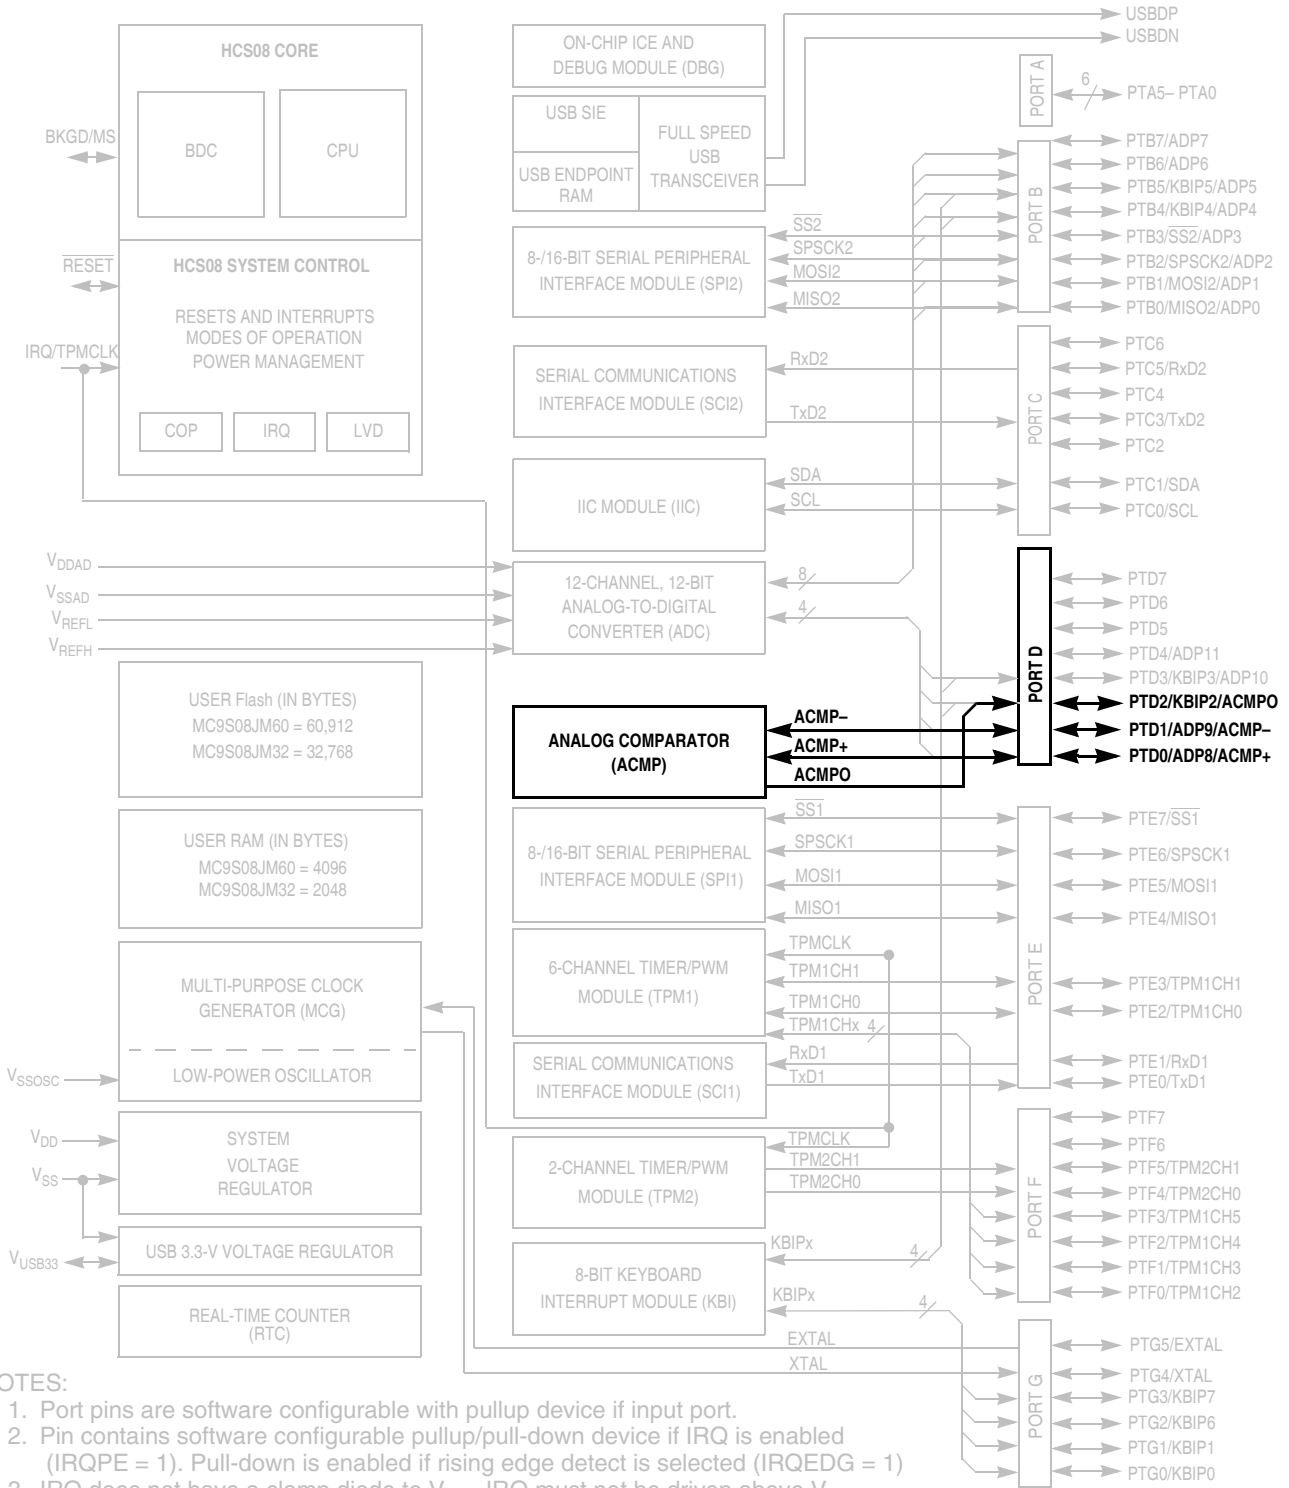 HCS08 CORE
BDC
CPU
BKGD/MS
RESET
HCS08 SYSTEM CONTROL
RESETS AND INTERRUPTS
MODES OF OPERATION
POWER MANAGEMENT
IRQ/TPMCLK
COP
IRQ
LVD
VDDAD
VSSAD
VREFL
VREFH
USER Flash (IN BYTES)
MC9S08JM60 = 60,912
MC9S08JM32 = 32,768
USER RAM (IN BYTES)
MC9S08JM60 = 4096
MC9S08JM32 = 2048
MULTI-PURPOSE CLOCK
GENERATOR (MCG)
LOW-POWER OSCILLATOR
VSSOSC
VDD
VSS
SYSTEM
VOLTAGE
REGULATOR
USB 3.3-V VOLTAGE REGULATOR
VUSB33
REAL-TIME COUNTER
(RTC)
ON-CHIP ICE AND
DEBUG MODULE (DBG)
USB SIE
USB ENDPOINT
RAM
FULL SPEED
USB
TRANSCEIVER
USBDP
USBDN
8-/16-BIT SERIAL PERIPHERAL
INTERFACE MODULE (SPI2)
SS2
SPSCK2
MOSI2
MISO2
SERIAL COMMUNICATIONS
INTERFACE MODULE (SCI2)
RxD2
TxD2
IIC MODULE (IIC)
SDA
SCL
12-CHANNEL, 12-BIT
ANALOG-TO-DIGITAL
CONVERTER (ADC)
8
4
ANALOG COMPARATOR
(ACMP)
ACMP–
ACMP+
ACMPO
8-/16-BIT SERIAL PERIPHERAL
INTERFACE MODULE (SPI1)
SS1
SPSCK1
MOSI1
MISO1
6-CHANNEL TIMER/PWM
MODULE (TPM1)
TPMCLK
TPM1CH1
TPM1CH0
TPM1CHx 4
SERIAL COMMUNICATIONS
INTERFACE MODULE (SCI1)
RxD1
TxD1
2-CHANNEL TIMER/PWM
MODULE (TPM2)
TPMCLK
TPM2CH1
TPM2CH0
8-BIT KEYBOARD
INTERRUPT MODULE (KBI)
KBIPx
4
KBIPx
4
EXTAL
XTAL
PORT A
6
PTA5– PTA0
PORT B
PTB7/ADP7
PTB6/ADP6
PTB5/KBIP5/ADP5
PTB4/KBIP4/ADP4
PTB3/SS2/ADP3
PTB2/SPSCK2/ADP2
PTB1/MOSI2/ADP1
PTB0/MISO2/ADP0
PORT C
PTC6
PTC5/RxD2
PTC4
PTC3/TxD2
PTC2
PTC1/SDA
PTC0/SCL
PORT D
PTD7
PTD6
PTD5
PTD4/ADP11
PTD3/KBIP3/ADP10
PTD2/KBIP2/ACMPO
PTD1/ADP9/ACMP–
PTD0/ADP8/ACMP+
PORT E
PTE7/SS1
PTE6/SPSCK1
PTE5/MOSI1
PTE4/MISO1
PTE3/TPM1CH1
PTE2/TPM1CH0
PTE1/RxD1
PTE0/TxD1
PORT F
PTF7
PTF6
PTF5/TPM2CH1
PTF4/TPM2CH0
PTF3/TPM1CH5
PTF2/TPM1CH4
PTF1/TPM1CH3
PTF0/TPM1CH2
PORT G
PTG5/EXTAL
PTG4/XTAL
PTG3/KBIP7
PTG2/KBIP6
PTG1/KBIP1
PTG0/KBIP0
OTES:
1. Port pins are software configurable with pullup device if input port.
2. Pin contains software configurable pullup/pull-down device if IRQ is enabled
(IRQPE = 1). Pull-down is enabled if rising edge detect is selected (IRQEDG = 1)
3. IRQ does not have a clamp diode to V IRQ must not be driven above V